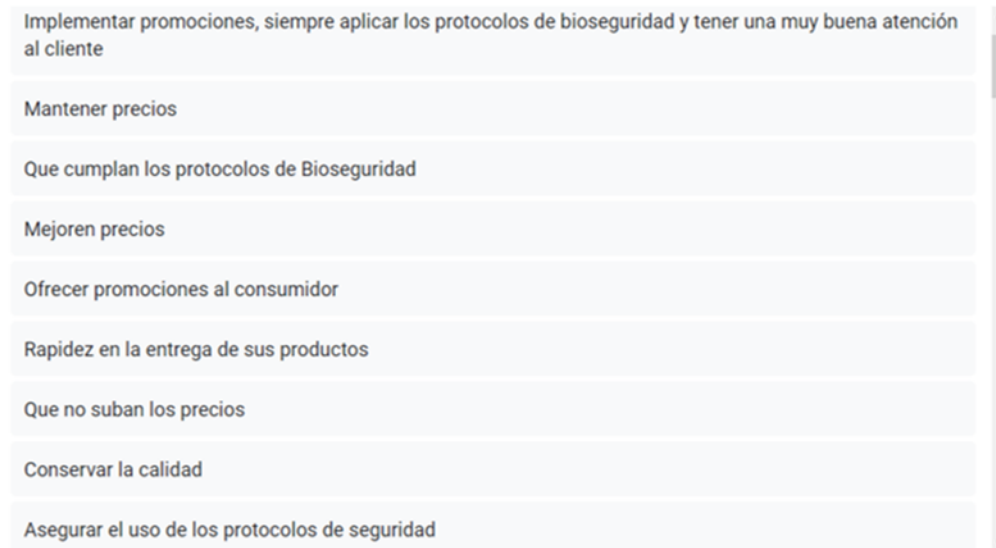 Implementar promociones, siempre aplicar los protocolos de bioseguridad y tener una muy buena atención
al cliente
Mantener precios
Que cumplan los protocolos de Bioseguridad
Mejoren precios
Ofrecer promociones al consumidor
Rapidez en la entrega de sus productos
Que no suban los precios
Conservar la calidad
Asegurar el uso de los protocolos de seguridad